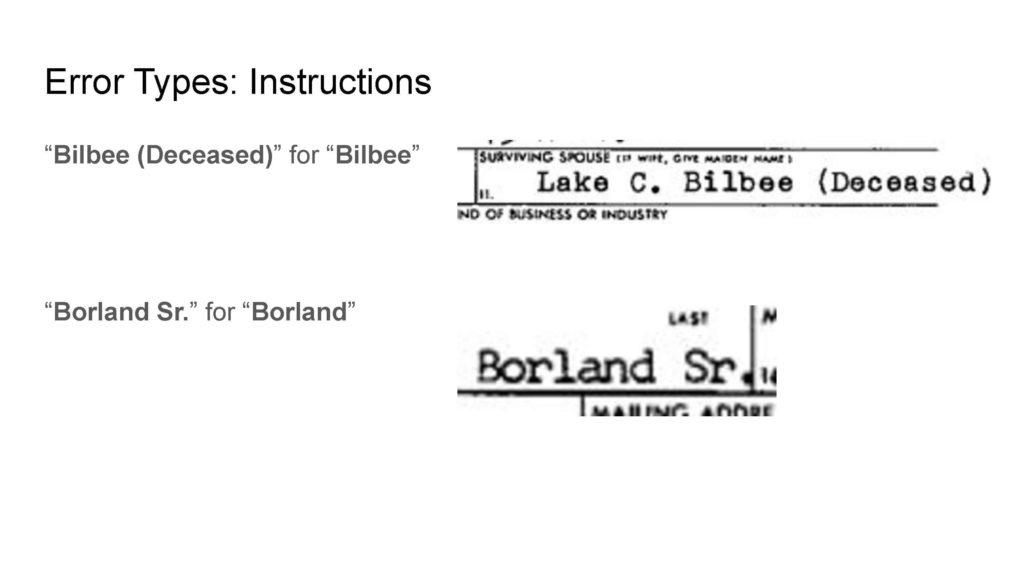 Error Types: Instructions
“Bilbee (Deceased)” for “Bilbee”
SURVIVING SPOUSE (IF WIFE, GIVE MAIDEN NAME)
11. Lake C. Bilbee (Deceased)
ND OF BUSINESS OR INDUSTRY
“Borland Sr.” for “Borland”
LAST
Borland Sr.
MAILING ADDRE